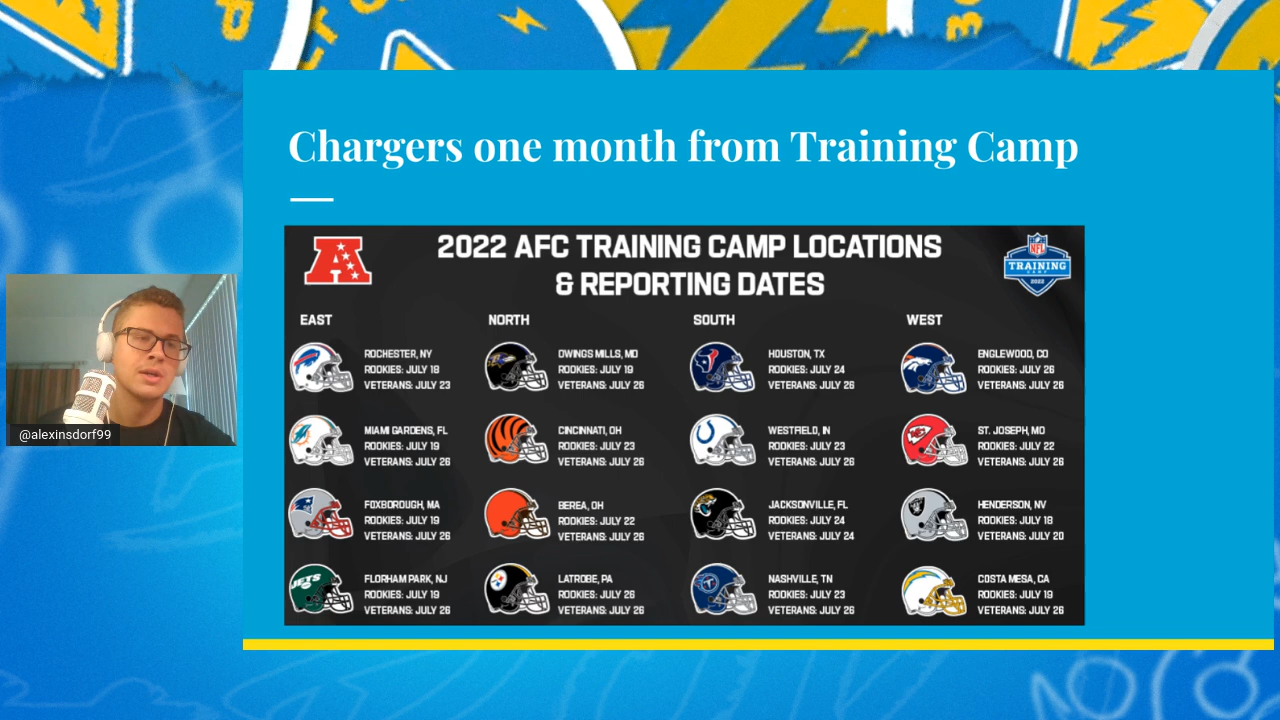 Chargers one month from Training Camp
2022 AFC TRAINING CAMP LOCATIONS
& REPORTING DATES
NFL
TRAINING
CAMP
2022
EAST
NORTH
SOUTH
WEST
ROCHESTER, NY
ROOKIES: JULY 18
VETERANS: JULY 23
OWINGS MILLS, MD
ROOKIES: JULY 19
VETERANS: JULY 26
HOUSTON, TX
ROOKIES: JULY 24
VETERANS: JULY 26
ENGLEWOOD, CO
ROOKIES: JULY 26
VETERANS: JULY 26
MIAMI GARDENS, FL
ROOKIES: JULY 19
VETERANS: JULY 26
CINCINNATI, OH
ROOKIES: JULY 23
VETERANS: JULY 26
WESTFIELD, IN
ROOKIES: JULY 23
VETERANS: JULY 26
ST. JOSEPH, MO
ROOKIES: JULY 22
VETERANS: JULY 26
FOXBOROUGH, MA
ROOKIES: JULY 19
VETERANS: JULY 26
BEREA, OH
ROOKIES: JULY 22
VETERANS: JULY 26
JACKSONVILLE, FL
ROOKIES: JULY 24
VETERANS: JULY 24
HENDERSON, NV
ROOKIES: JULY 18
VETERANS: JULY 20
JETS
FLORHAM PARK, NJ
ROOKIES: JULY 19
VETERANS: JULY 26
LATROBE, PA
ROOKIES: JULY 26
VETERANS: JULY 26
NASHVILLE, TN
ROOKIES: JULY 23
VETERANS: JULY 26
COSTA MESA, CA
ROOKIES: JULY 19
VETERANS: JULY 26
@alexinsdorf99